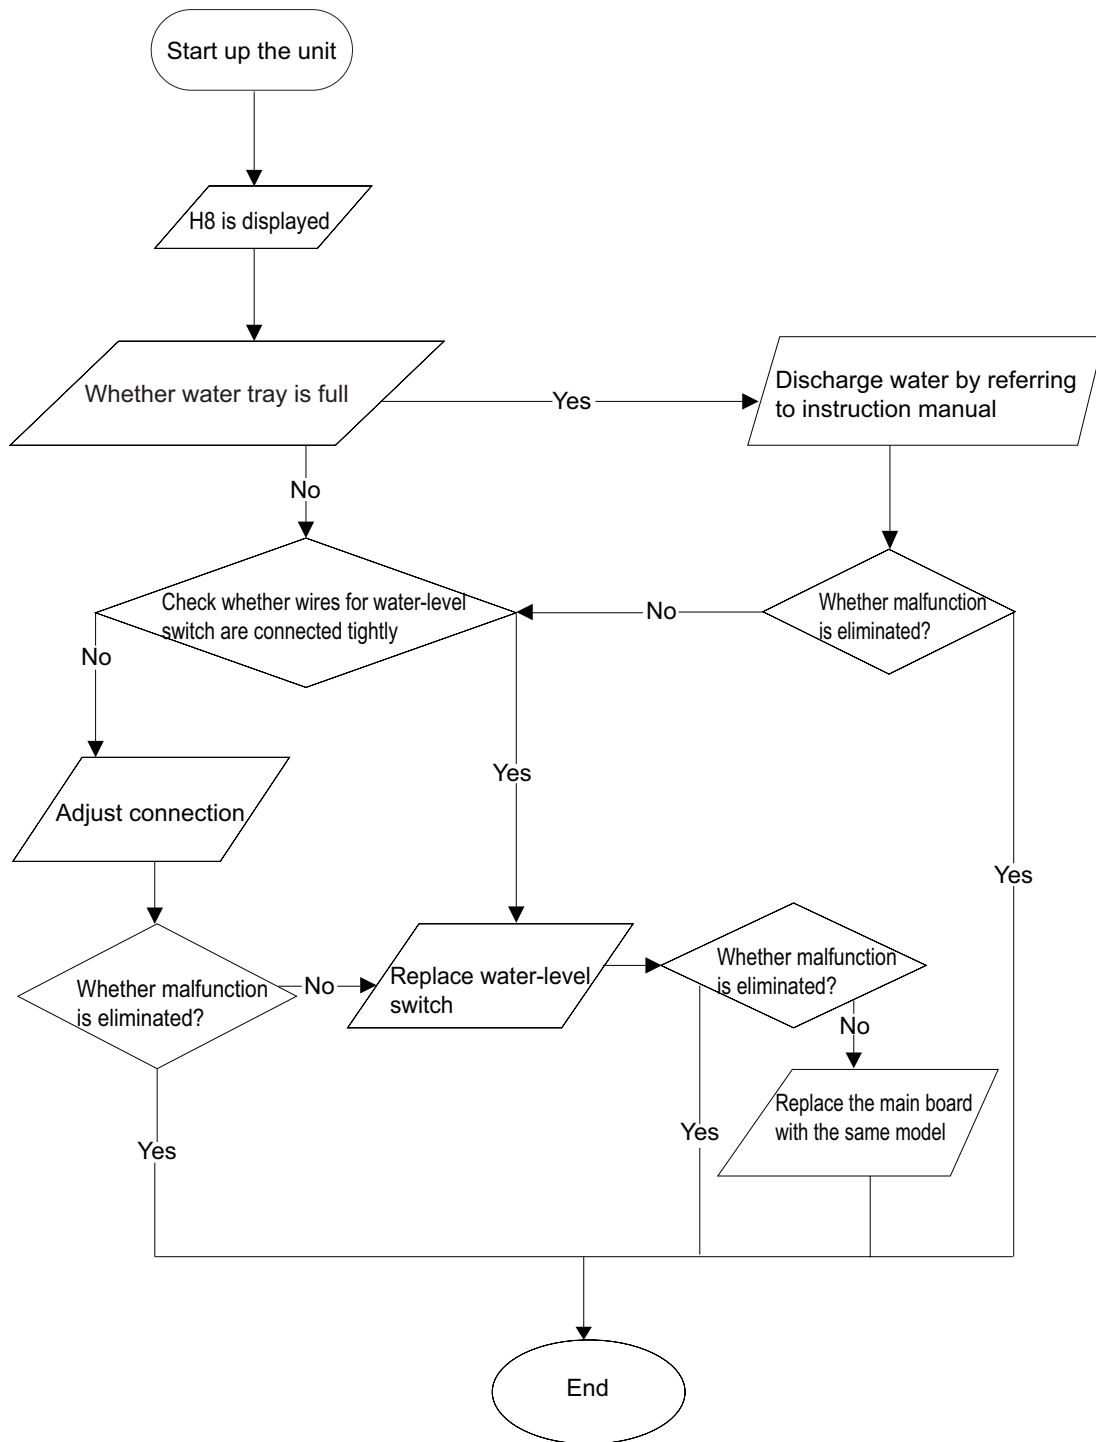 Start up the unit
H8 is displayed
Whether water tray is full
Yes
Discharge water by referring
to instruction manual
No
Check whether wires for water-level
switch are connected tightly
No
Whether malfunction
is eliminated?
No
Yes
Adjust connection
Yes
Whether malfunction
is eliminated?
No
Replace water-level
switch
Whether malfunction
is eliminated?
No
Replace the main board
with the same model
Yes
Yes
End